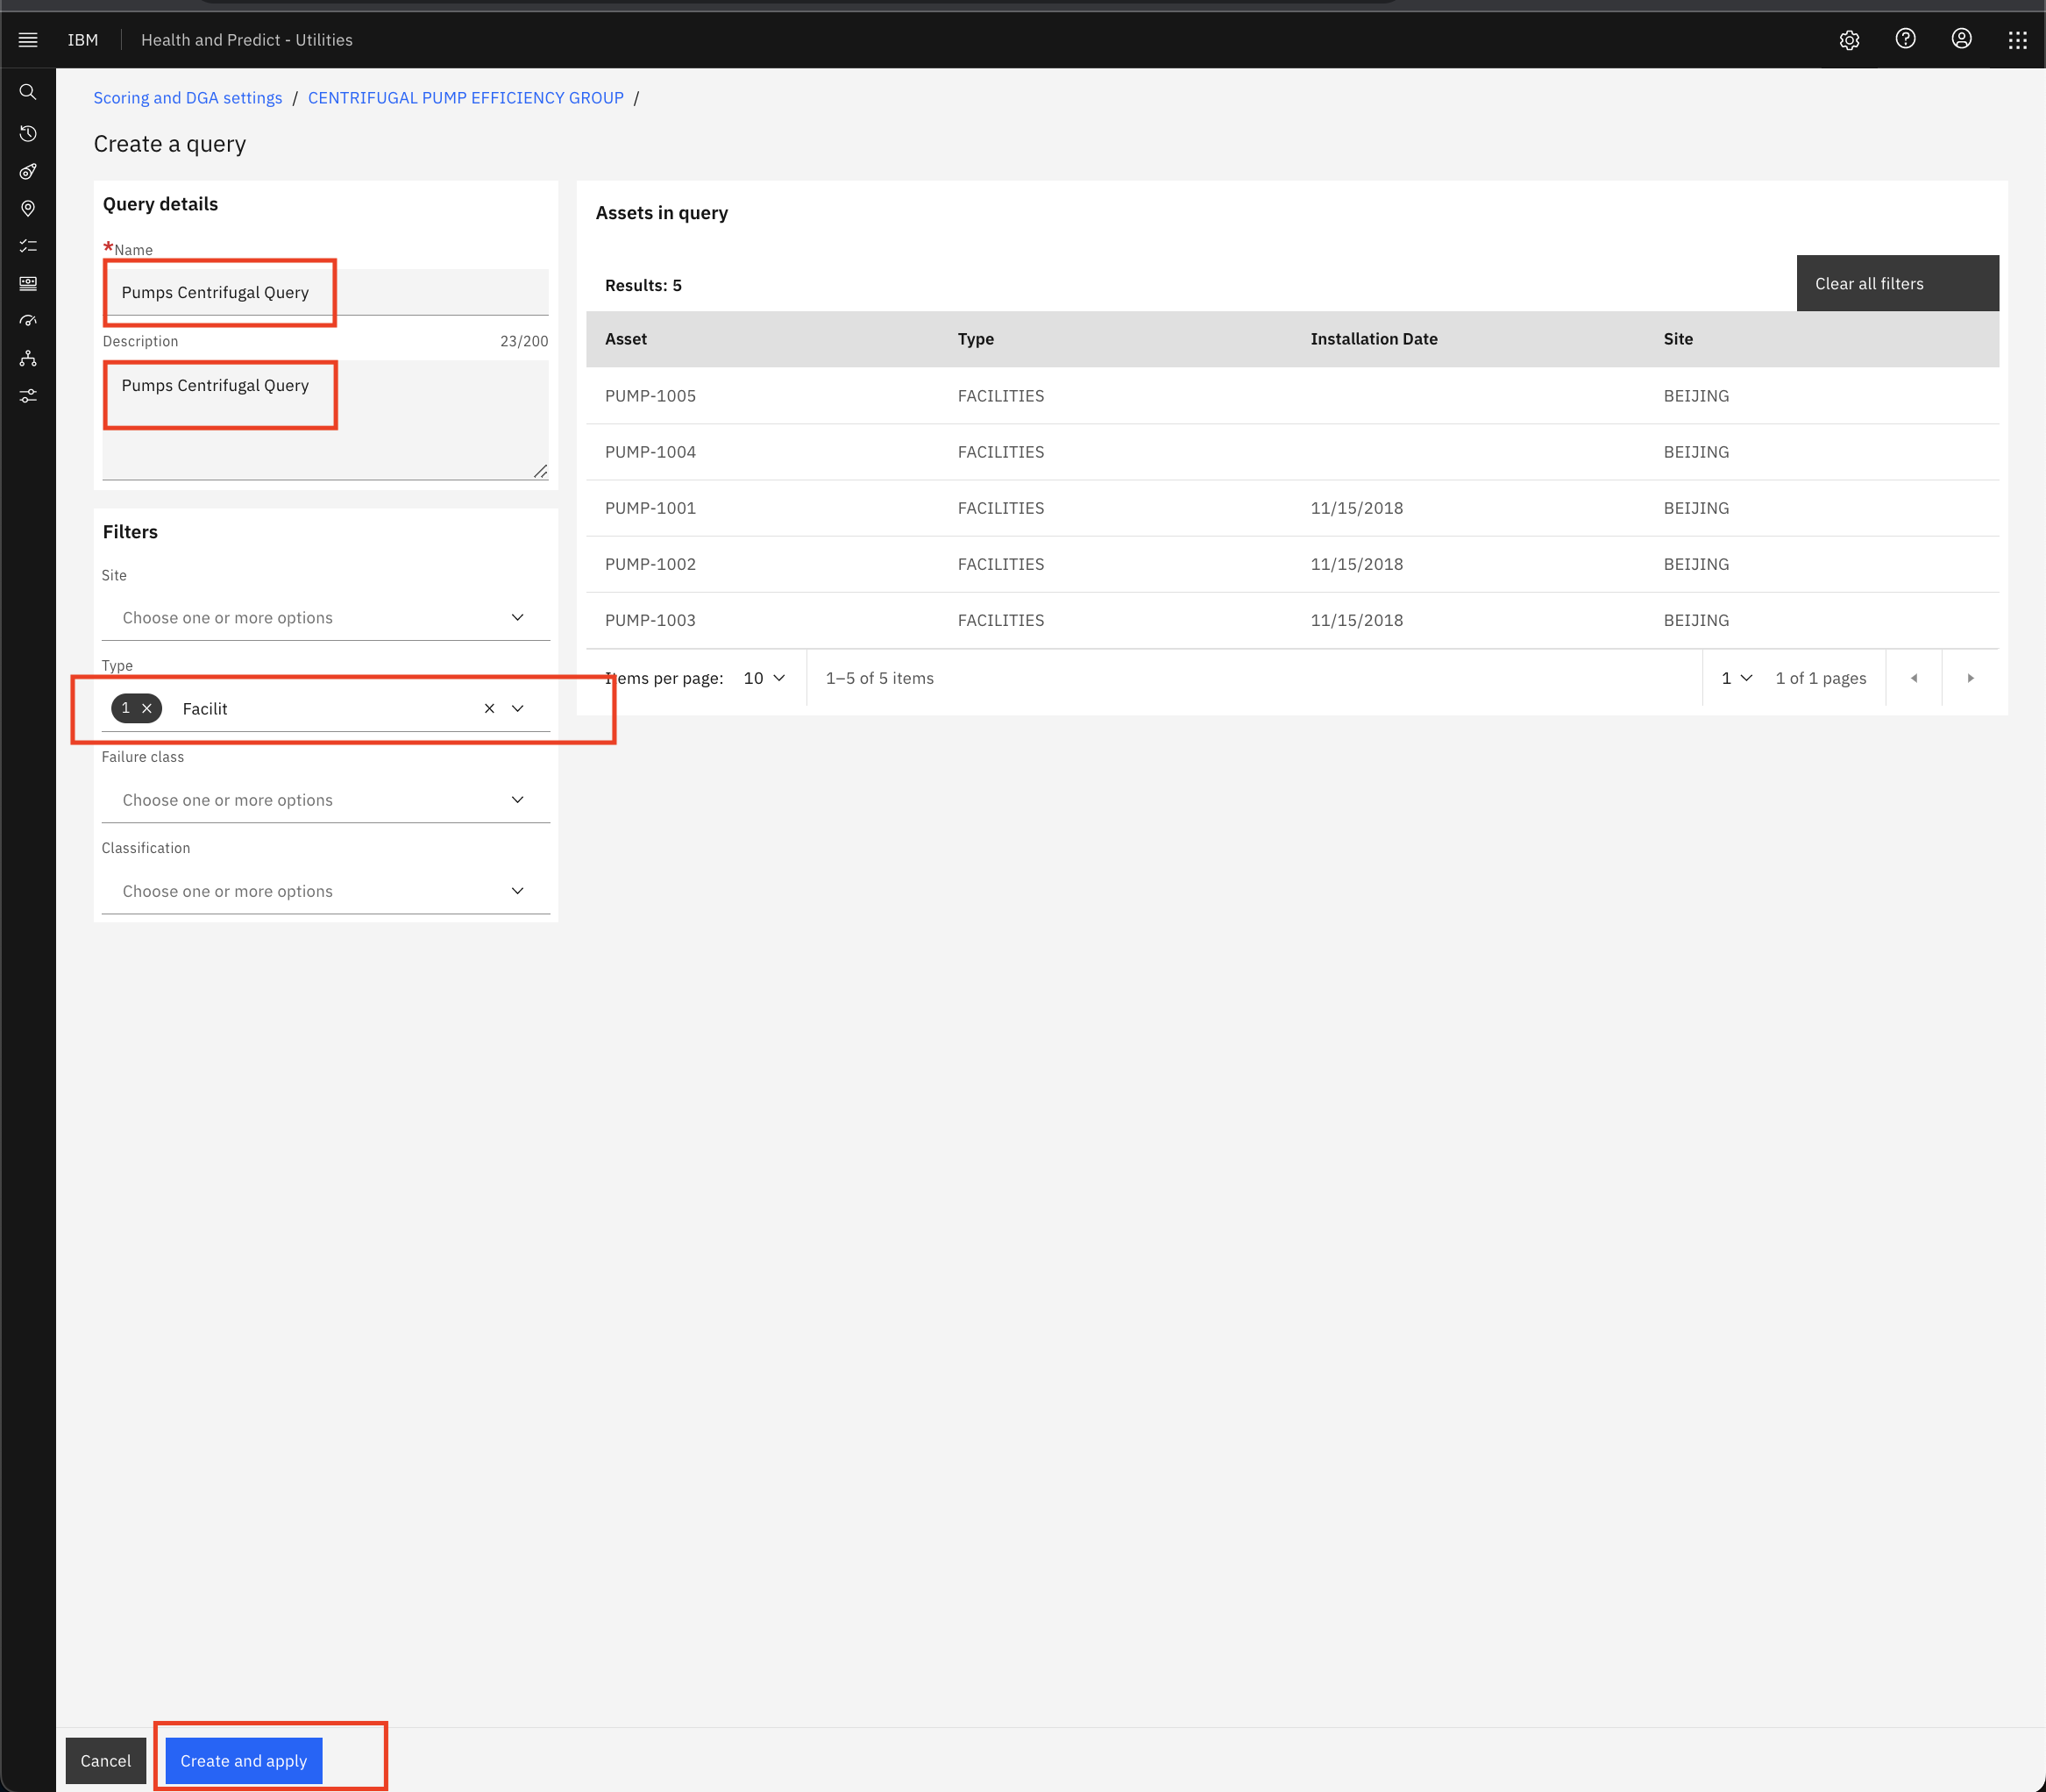 IBM Health and Predict - Utilities
Scoring and DGA settings / CENTRIFUGAL PUMP EFFICIENCY GROUP /
Create a query
Query details
*Name
Pumps Centrifugal Query
Description 23/200
Pumps Centrifugal Query
Filters
Site
Choose one or more options
Type
1 Facilit
Failure class
Choose one or more options
Classification
Choose one or more options
Assets in query
Results: 5
Clear all filters
Asset Type Installation Date Site
PUMP-1005 FACILITIES BEIJING
PUMP-1004 FACILITIES BEIJING
PUMP-1001 FACILITIES 11/15/2018 BEIJING
PUMP-1002 FACILITIES 11/15/2018 BEIJING
PUMP-1003 FACILITIES 11/15/2018 BEIJING
Items per page: 10 1–5 of 5 items 1 1 of 1 pages
Cancel Create and apply